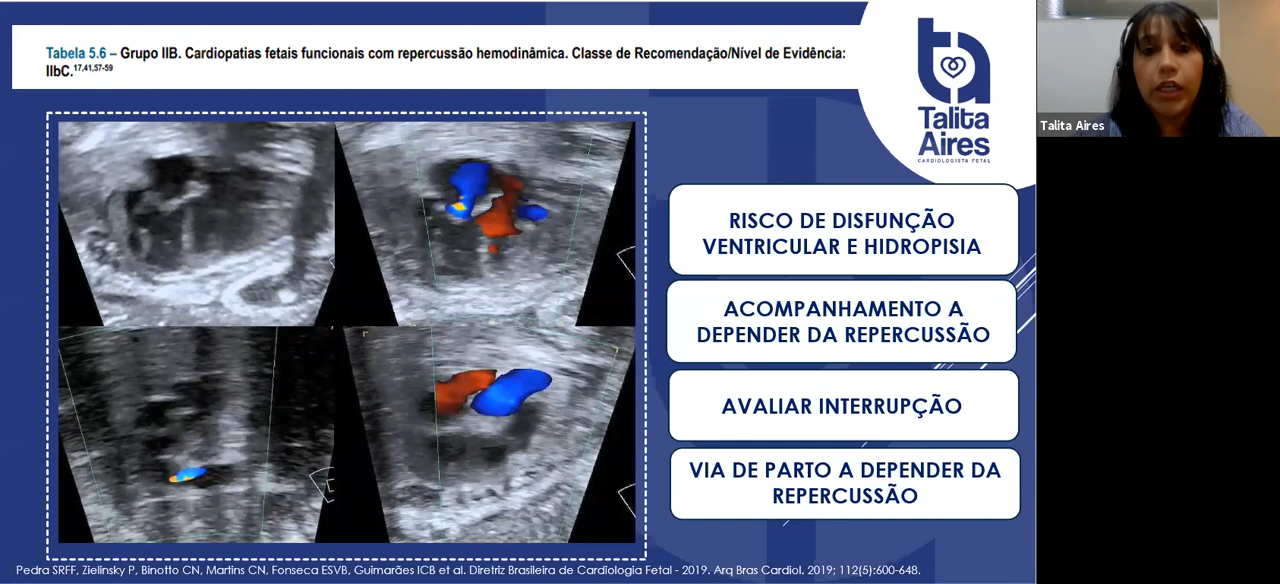 Tabela 5.6 – Grupo IIB. Cardiopatias fetais funcionais com repercussão hemodinâmica. Classe de Recomendação/Nível de Evidência:
IIbC.17,41,57-59
ta
Talita
Aires
CARDIOLOGISTA FETAL
Talita Aires
RISCO DE DISFUNÇÃO
VENTRICULAR E HIDROPISIA
ACOMPANHAMENTO A
DEPENDER DA REPERCUSSÃO
AVALIAR INTERRUPÇÃO
VIA DE PARTO A DEPENDER DA
REPERCUSSÃO
Pedra SRFF, Zielinsky P, Binotto CN, Martins CN, Fonseca ESVB, Guimarães ICB et al. Diretriz Brasileira de Cardiologia Fetal - 2019. Arq Bras Cardiol. 2019; 112(5):600-648.